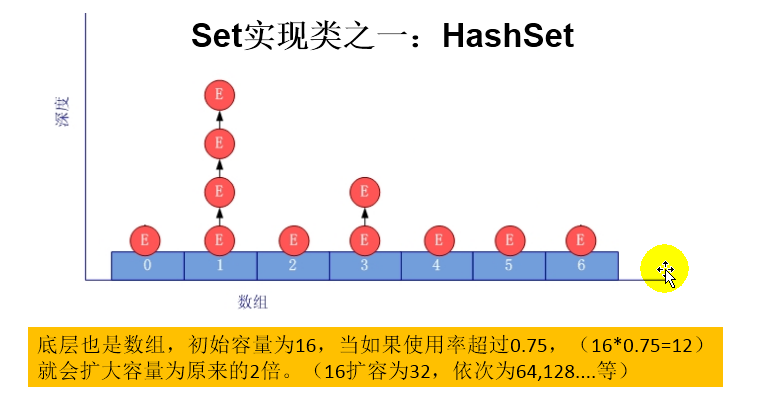 Set实现类之一：HashSet
深度
E
E
E
E
E
E
E
E
E
E
E
0 1 2 3 4 5 6
数组
底层也是数组，初始容量为16，当如果使用率超过0.75，（16*0.75=12）
就会扩大容量为原来的2倍。（16扩容为32，依次为64,128....等）